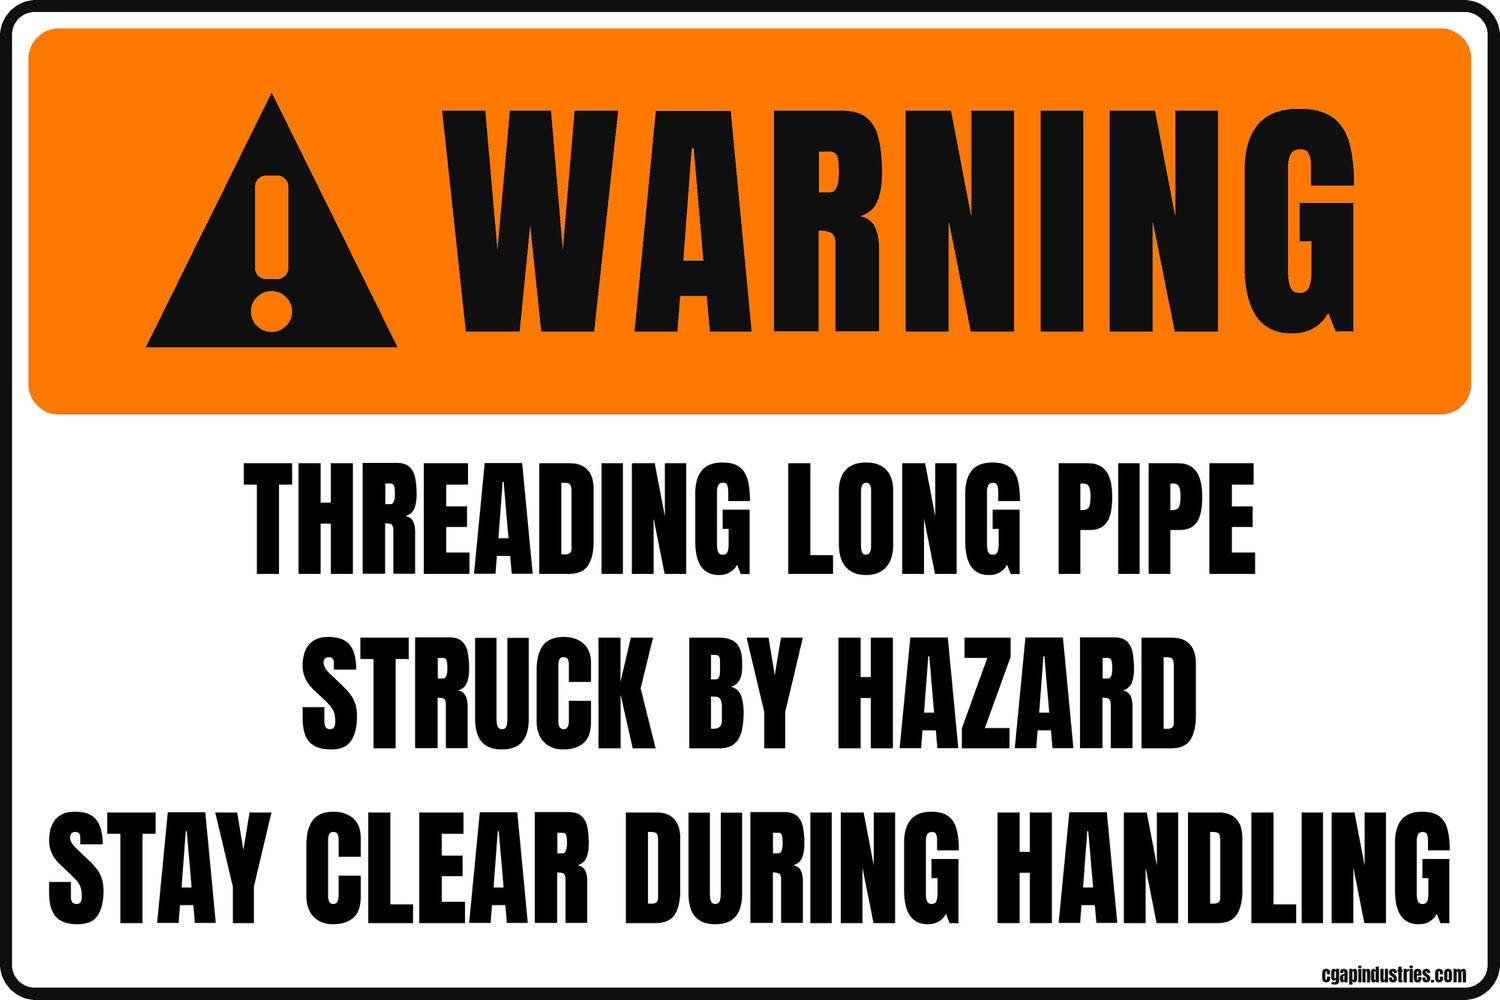 WARNING
THREADING LONG PIPE
STRUCK BY HAZARD
STAY CLEAR DURING HANDLING
cgapindustries.com